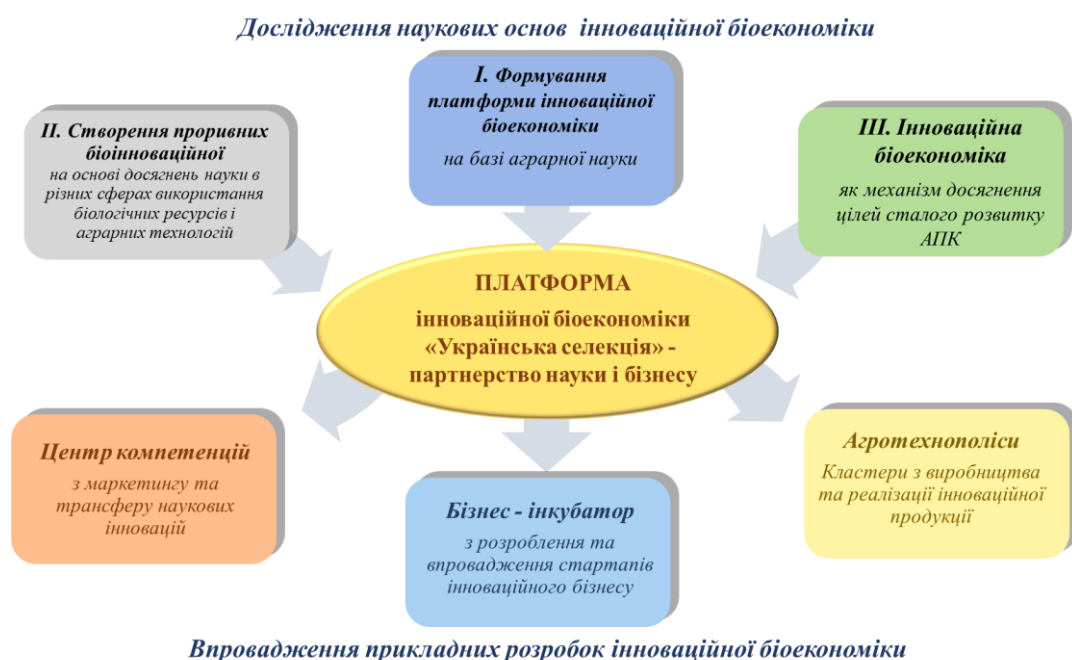 Дослідження наукових основ інноваційної біоекономіки
І. Формування
платформи інноваційної
біоекономіки
на базі аграрної науки
ІІ. Створення проривних
біоінноваційної
на основі досягнень науки в
різних сферах використання
біологічних ресурсів і
аграрних технологій
ІІІ. Інноваційна
біоекономіка
як механізм досягнення
цілей сталого розвитку
АПК
ПЛАТФОРМА
інноваційної біоекономіки
«Українська селекція» -
партнерство науки і бізнесу
Центр компетенцій
з маркетингу та
трансферу наукових
інновацій
Бізнес - інкубатор
з розроблення та
впровадження стартапів
інноваційного бізнесу
Агротехнополіси
Кластери з виробництва
та реалізації інноваційної
продукції
Впровадження прикладних розробок інноваційної біоекономіки